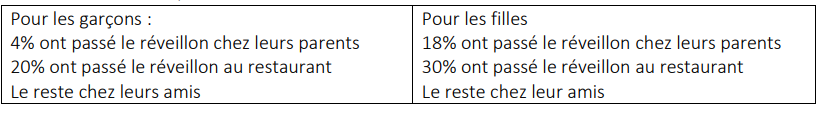 Pour les garçons :
4% ont passé le réveillon chez leurs parents
20% ont passé le réveillon au restaurant
Le reste chez leurs amis
Pour les filles
18% ont passé le réveillon chez leurs parents
30% ont passé le réveillon au restaurant
Le reste chez leur amis